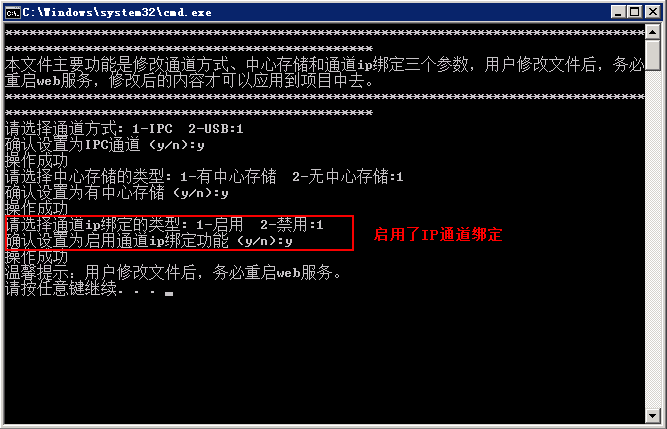 C:\Windows\system32\cmd.exe
********************************************************************************
**********************************************
本文件主要功能是修改通道方式、中心存储和通道ip绑定三个参数，用户修改文件后，务必
重启web服务，修改后的内容才可以应用到项目中去。
********************************************************************************
**********************************************
请选择通道方式：1-IPC  2-USB:1
确认设置为IPC通道 (y/n):y
操作成功
请选择中心存储的类型：1-有中心存储  2-无中心存储:1
确认设置为有中心存储 (y/n):y
操作成功
请选择通道ip绑定的类型：1-启用  2-禁用:1
确认设置为启用通道ip绑定功能 (y/n):y
启用了IP通道绑定
操作成功
温馨提示：用户修改文件后，务必重启web服务。
请按任意键继续. . .